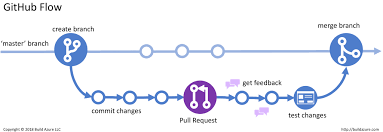 GitHub Flow
create branch
merge branch
'master' branch
get feedback
commit changes
Pull Request
test changes
Copyright © 2018 Build Azure LLC
http://buildazure.com